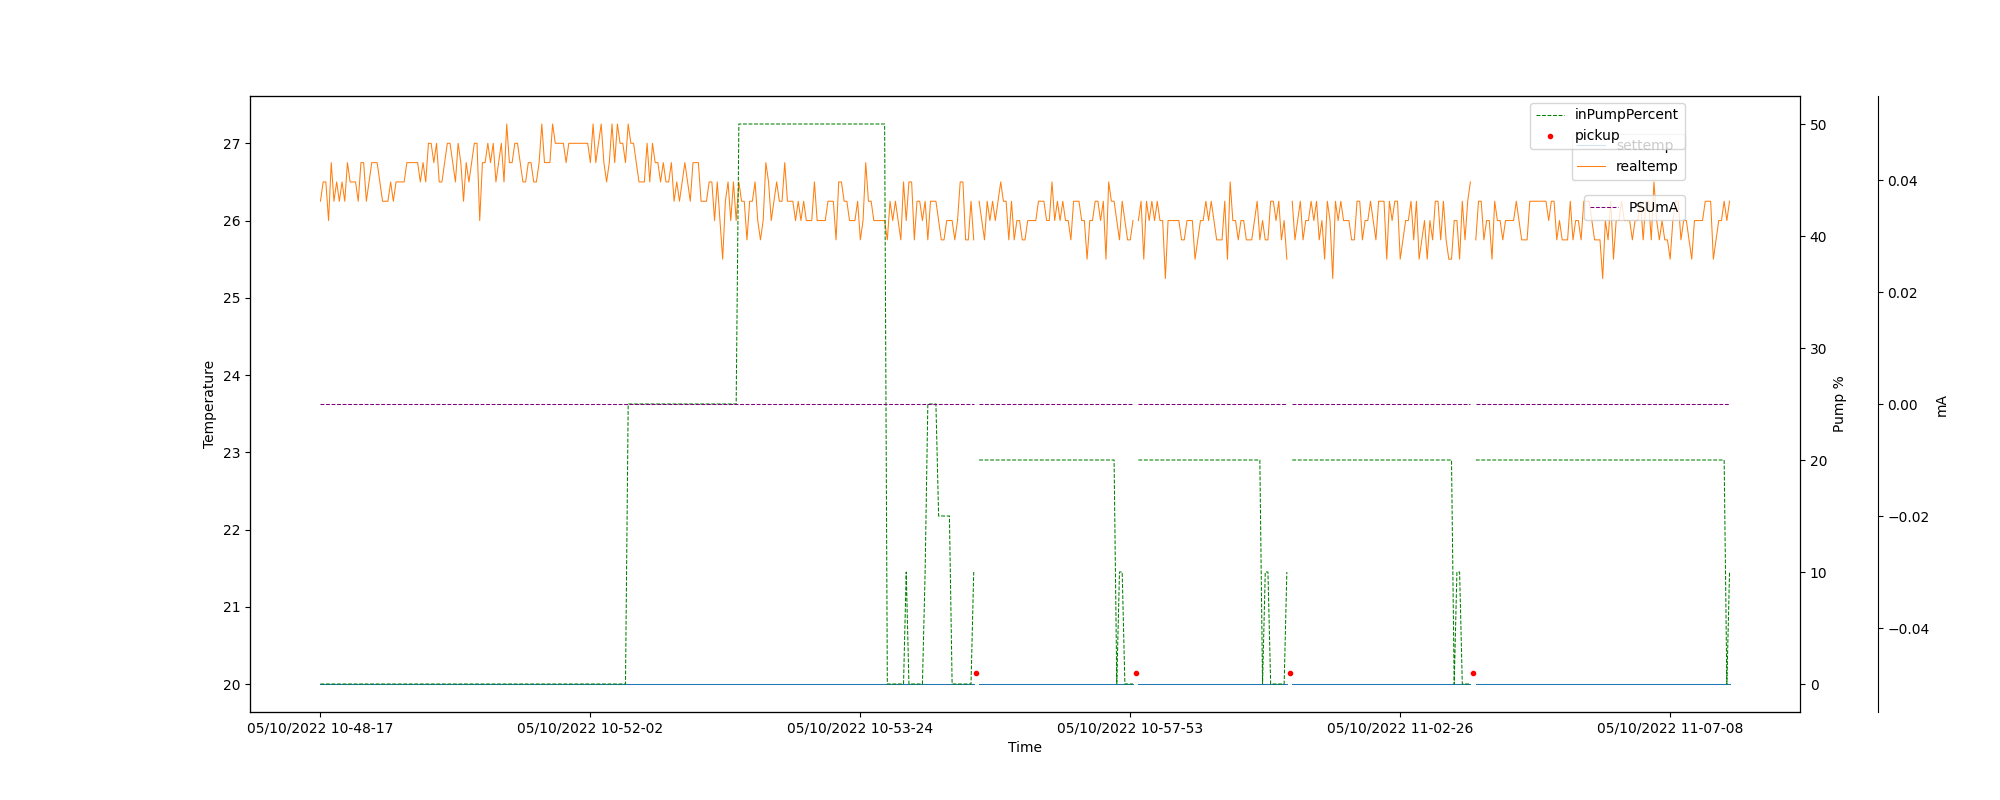 inPumpPercent
pickup
settemp
realtemp
PSUmA
27
26
25
24
23
22
21
20
Temperature
50
40
30
20
10
0
Pump %
0.04
0.02
0.00
−0.02
−0.04
mA
05/10/2022 10-48-17
05/10/2022 10-52-02
05/10/2022 10-53-24
05/10/2022 10-57-53
05/10/2022 11-02-26
05/10/2022 11-07-08
Time